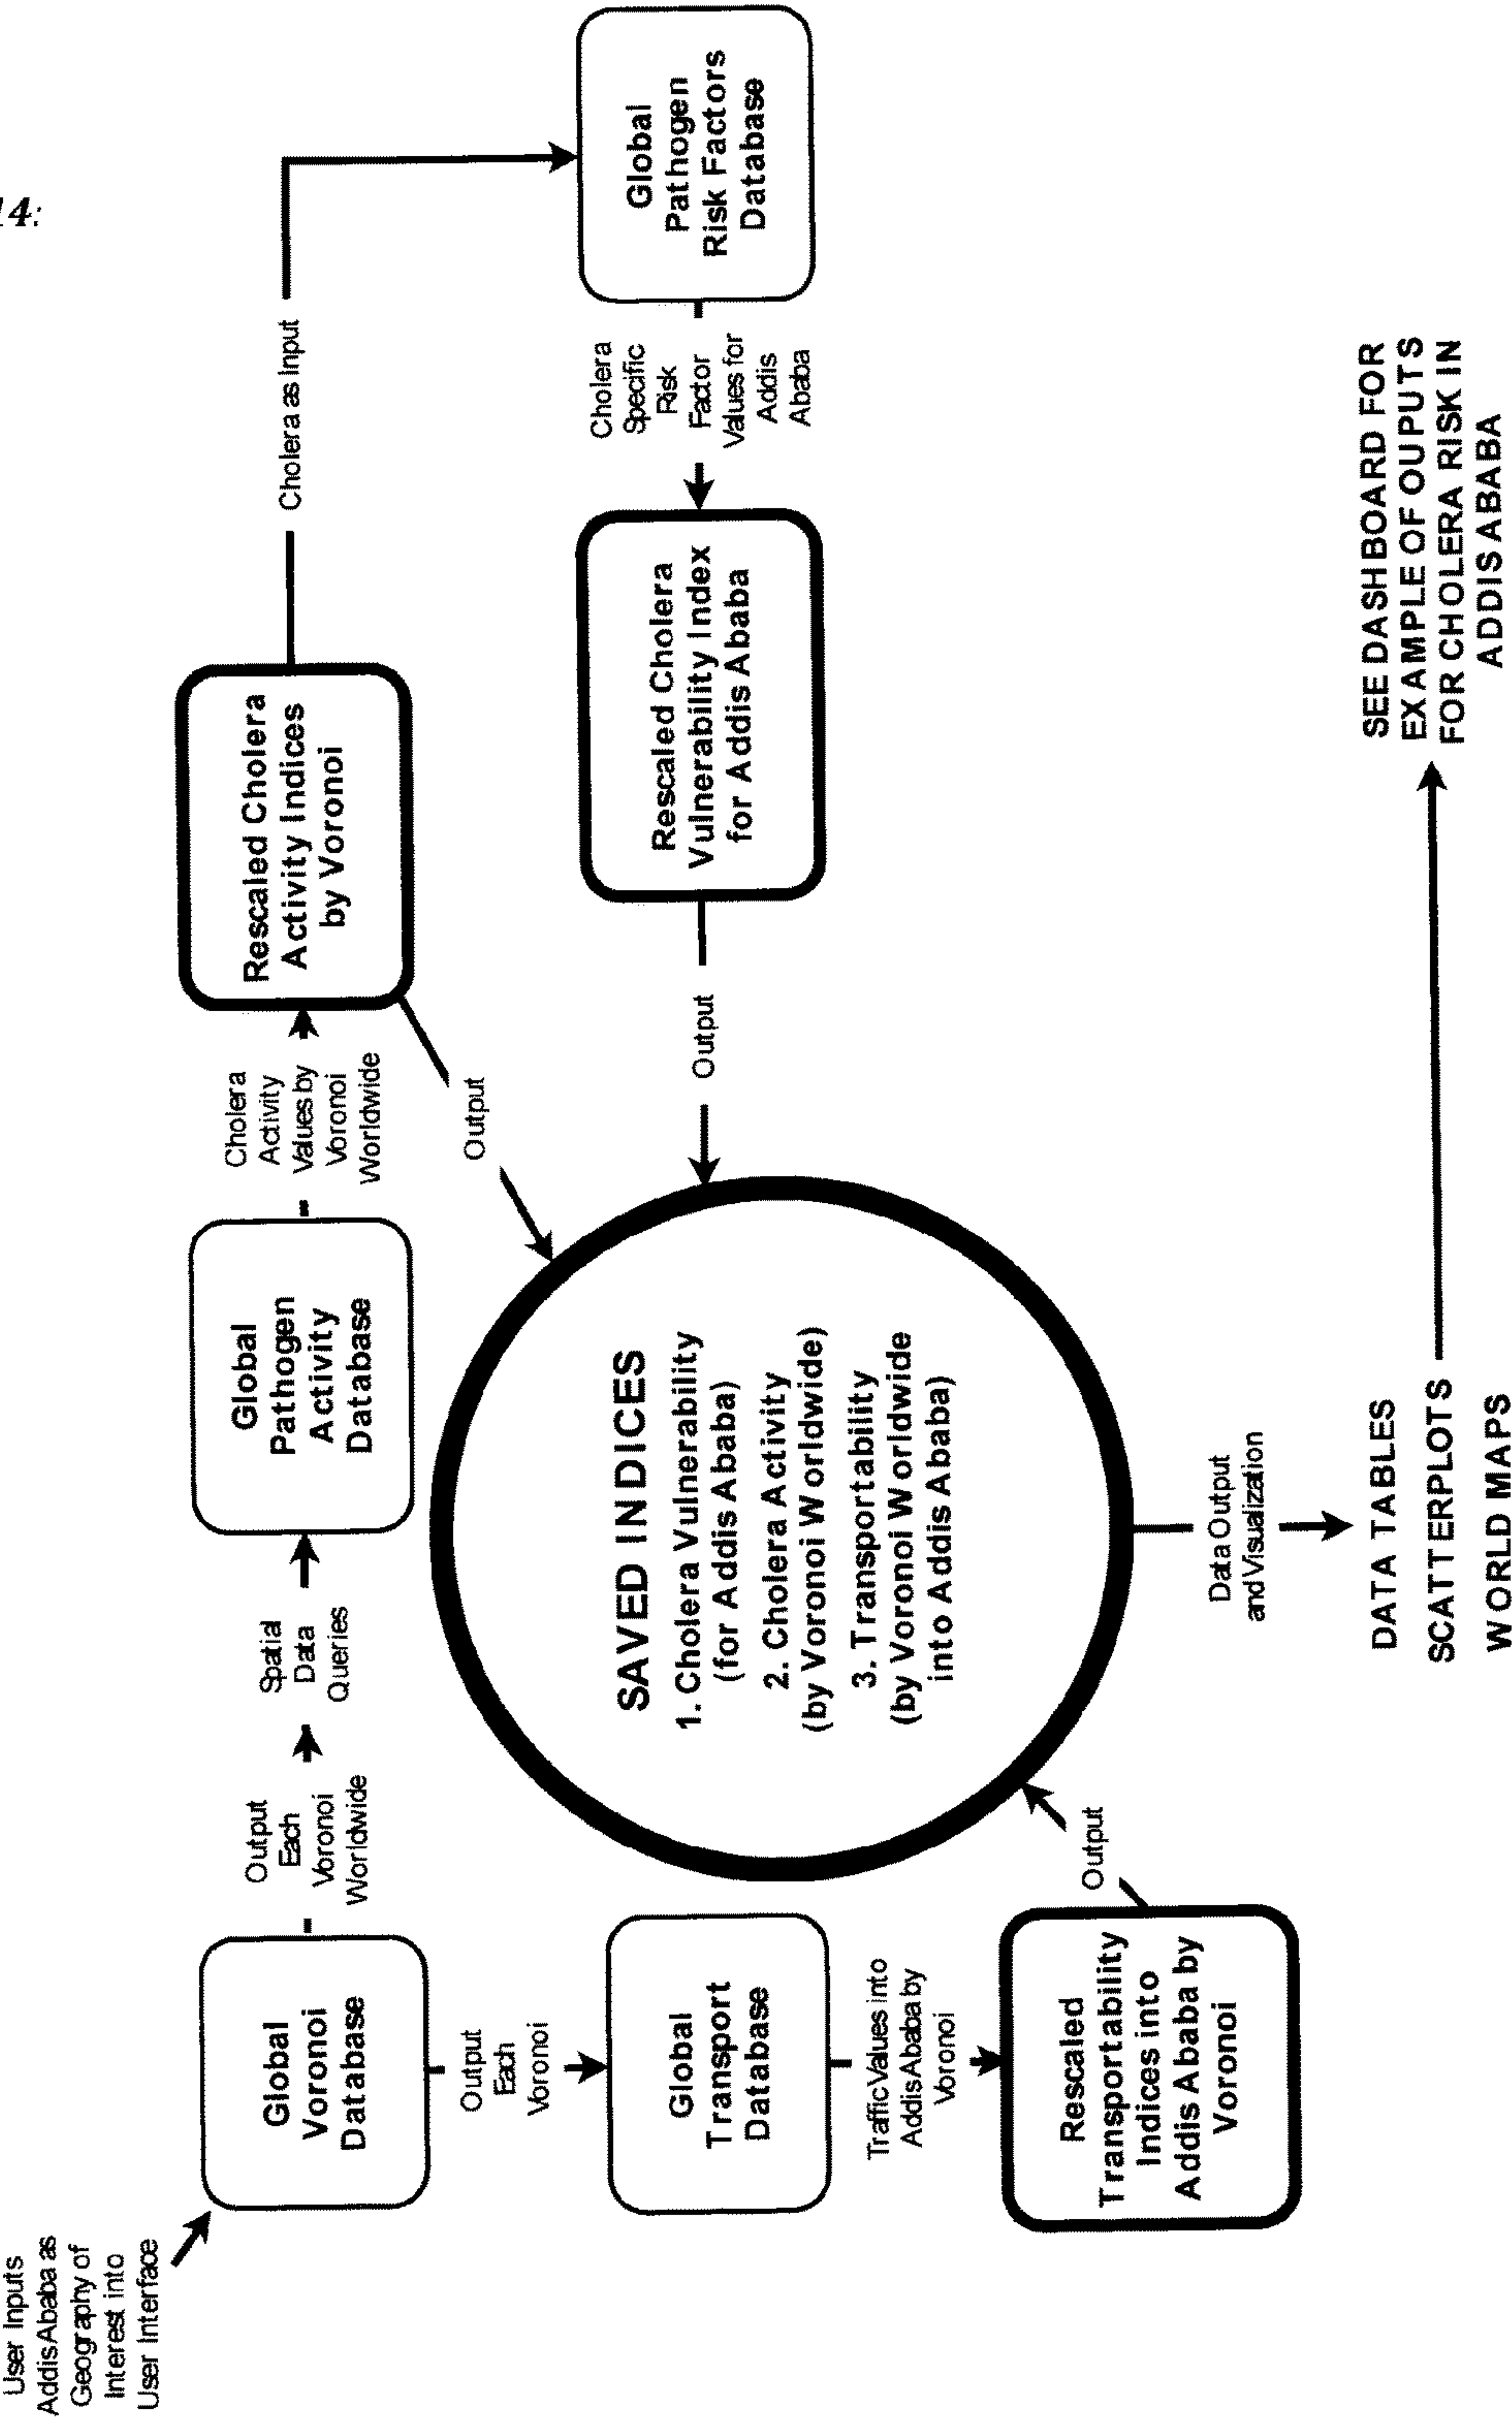 14:
User Inputs
Addis Ababa as
Geography of
Interest into
User Interface
Global
Voronoi
Database
Output
Each
Voronoi
Worldwide
Spatial
Data
Queries
Global
Pathogen
Activity
Database
Cholera
Activity
Values by
Voronoi
Worldwide
Rescaled Cholera
Activity Indices
by Voronoi
Cholera as Input
Global
Pathogen
Risk Factors
Database
Cholera
Specific
Risk
Factor
Values for
Addis
Ababa
Rescaled Cholera
Vulnerability Index
for Addis Ababa
Output
Output
Output
Each
Voronoi
Global
Transport
Database
Traffic Values into
Addis Ababa by
Voronoi
Rescaled
Transportability
Indices into
Addis Ababa by
Voronoi
Output
SAVED INDICES
1. Cholera Vulnerability
(for Addis Ababa)
2. Cholera Activity
(by Voronoi Worldwide)
3. Transportability
(by Voronoi Worldwide
into Addis Ababa)
Data Output
and Visualization
DATA TABLES
SCATTERPLOTS
WORLD MAPS
SEE DASHBOARD FOR
EXAMPLE OF OUPUTS
FOR CHOLERA RISK IN
ADDIS ABABA